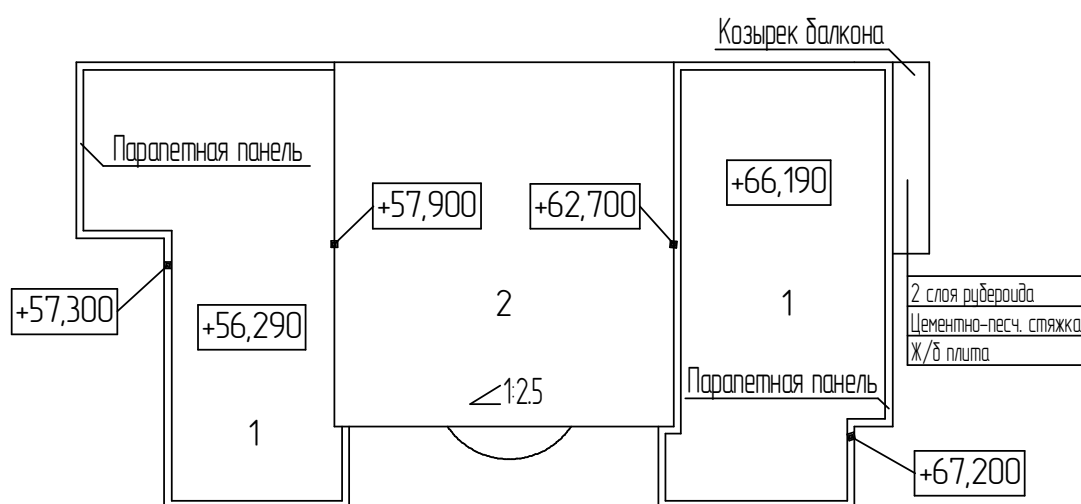 Козырек балкона
Парапетная панель
+66,190
+57,900
+62,700
+57,300
+56,290
2
1
2 слоя рубероида
Цементно-песч. стяжка
Ж/б плита
1:2.5
Парапетная панель
1
+67,200